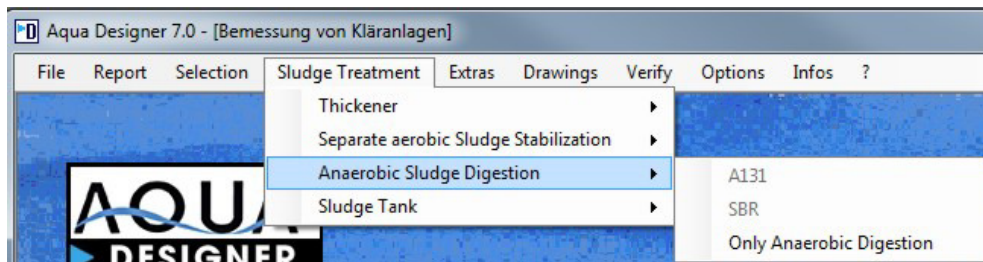 Aqua Designer 7.0 - [Bemessung von Kläranlagen]
File Report Selection Sludge Treatment Extras Drawings Verify Options Infos ?
Thickener
Separate aerobic Sludge Stabilization
Anaerobic Sludge Digestion
Sludge Tank
A131
SBR
Only Anaerobic Digestion
AQUA
DESIGNER